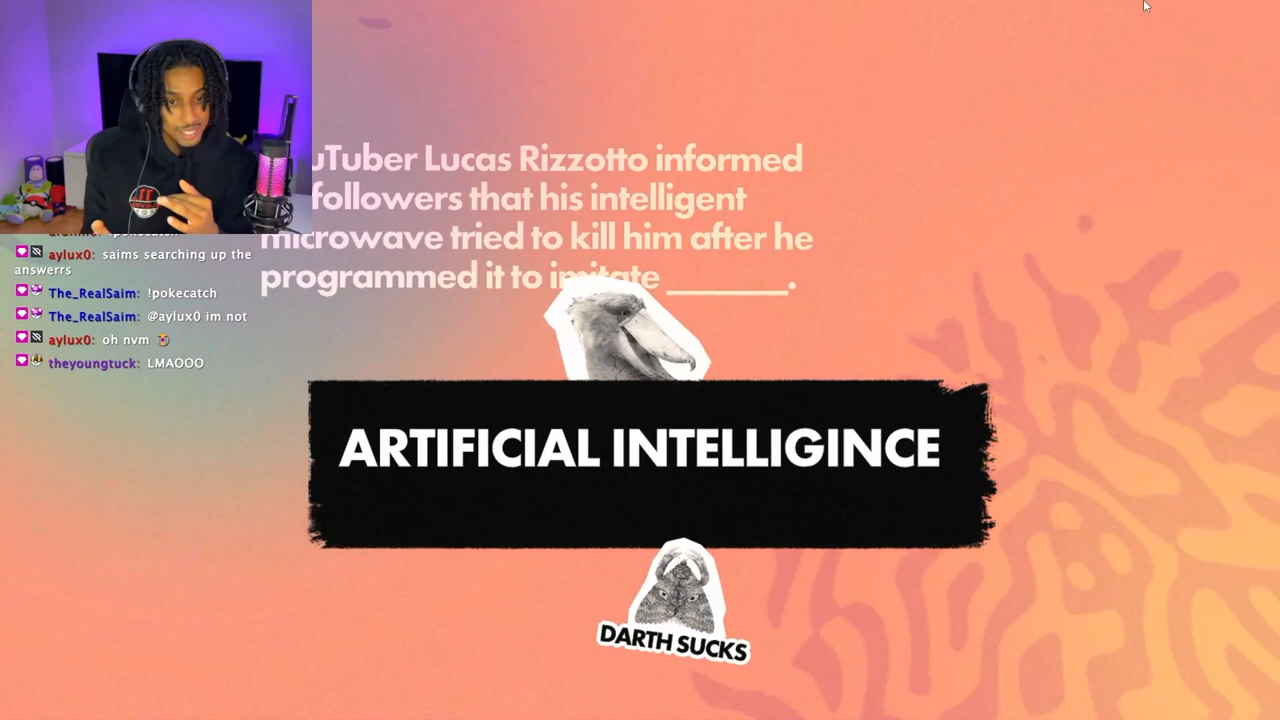 uTuber Lucas Rizzotto informed
followers that his intelligent
microwave tried to kill him after he
programmed it to imitate ________.
aylux0: saims searching up the
answerrs
The_RealSaim: !pokecatch
The_RealSaim: @aylux0 im not
aylux0: oh nvm
theyoungtuck: LMAOOO
ARTIFICIAL INTELLIGINCE
DARTH SUCKS